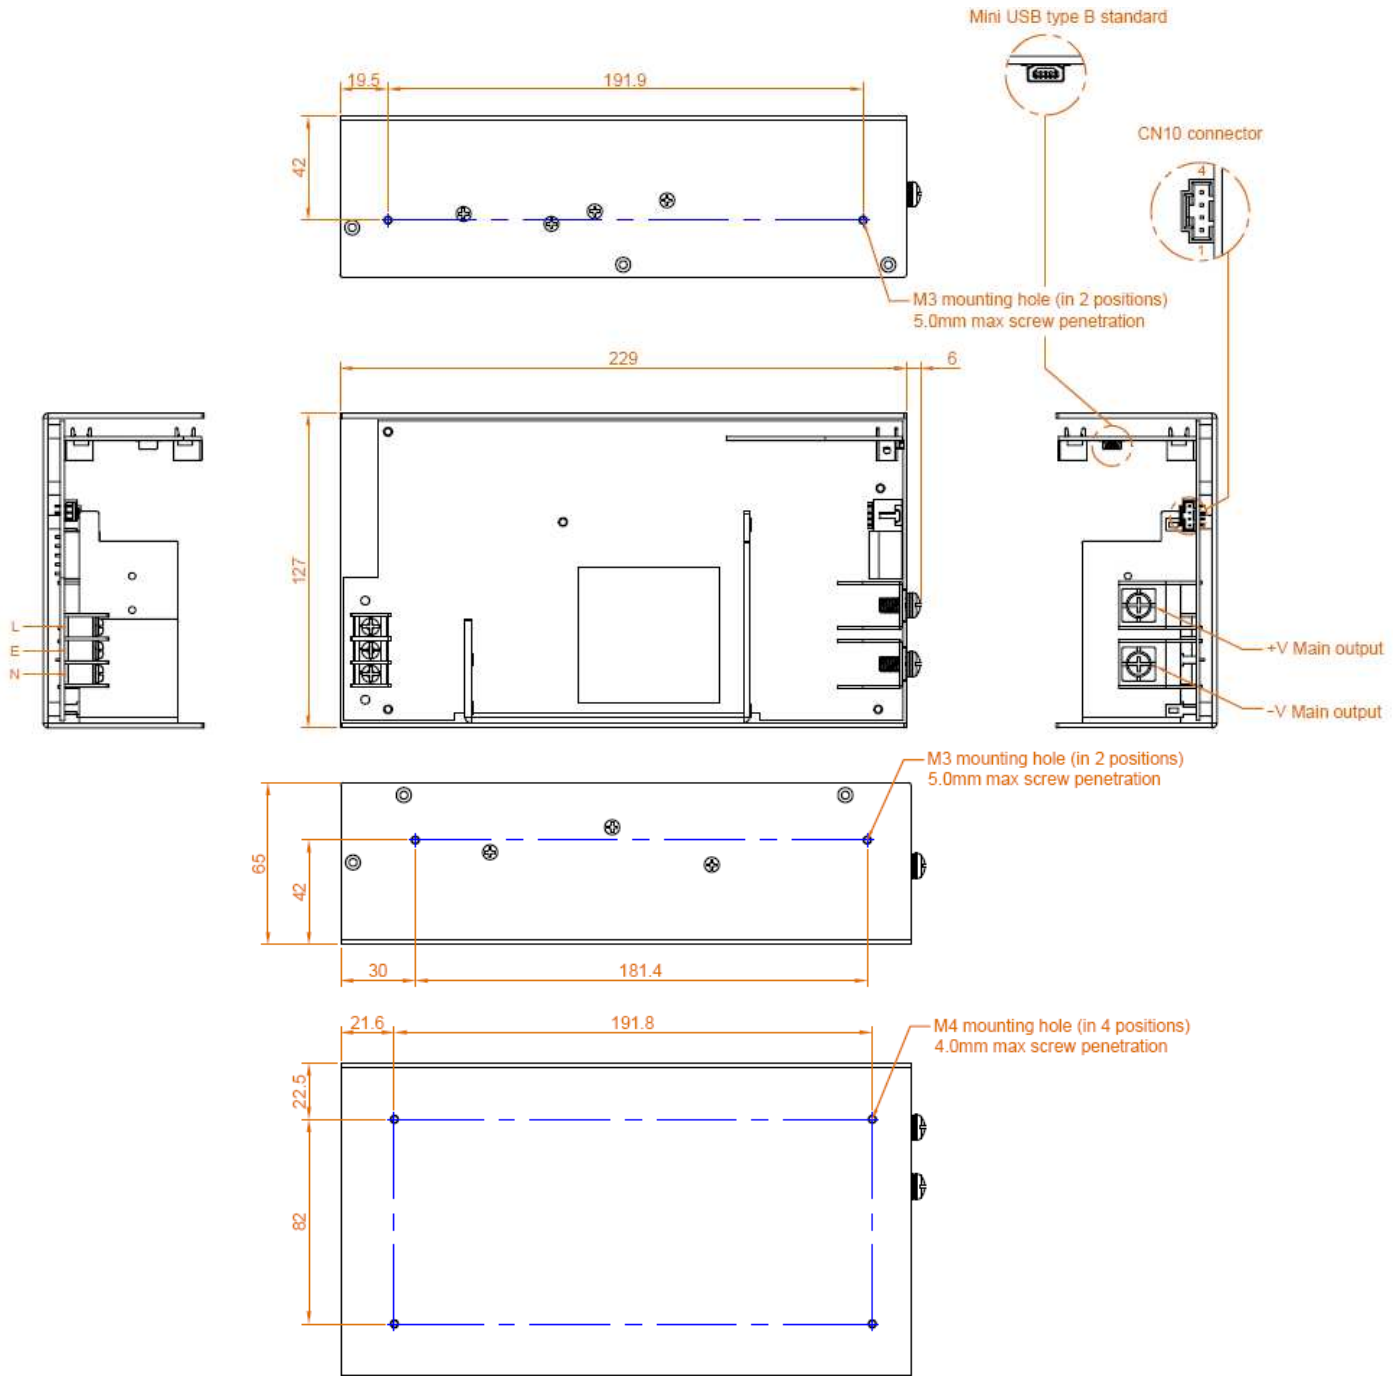 Mini USB type B standard
19.5
191.9
42
CN10 connector
4
1
M3 mounting hole (in 2 positions)
5.0mm max screw penetration
229
6
127
L
E
N
+V Main output
-V Main output
M3 mounting hole (in 2 positions)
5.0mm max screw penetration
65
42
30
181.4
21.6
191.8
M4 mounting hole (in 4 positions)
4.0mm max screw penetration
22.5
82